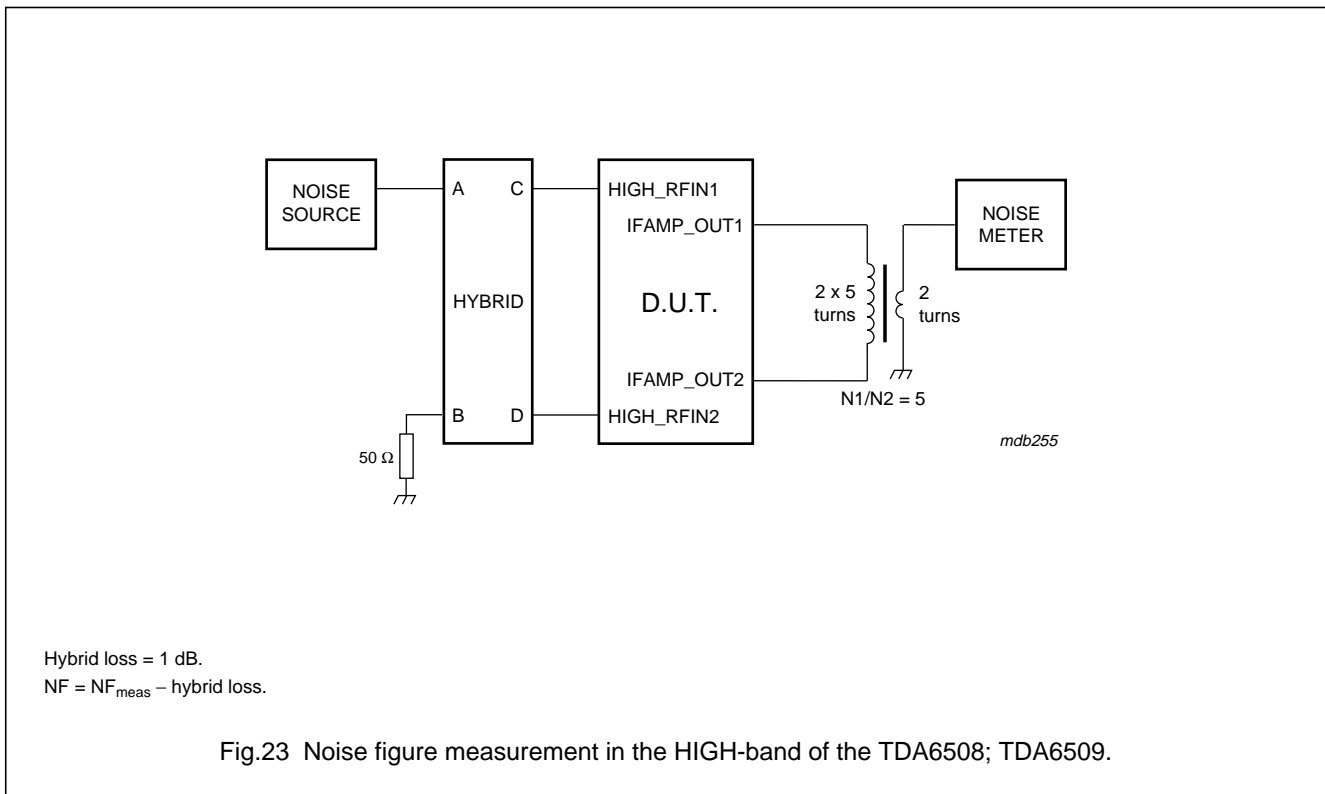 NOISE
SOURCE
A
C
HYBRID
B
D
50 Ω
HIGH_RFIN1
IFAMP_OUT1
D.U.T.
IFAMP_OUT2
HIGH_RFIN2
2 x 5
turns
2
turns
N1/N2 = 5
NOISE
METER
mdb255
Hybrid loss = 1 dB.
NF = NFmeas − hybrid loss.
Fig.23 Noise figure measurement in the HIGH-band of the TDA6508; TDA6509.